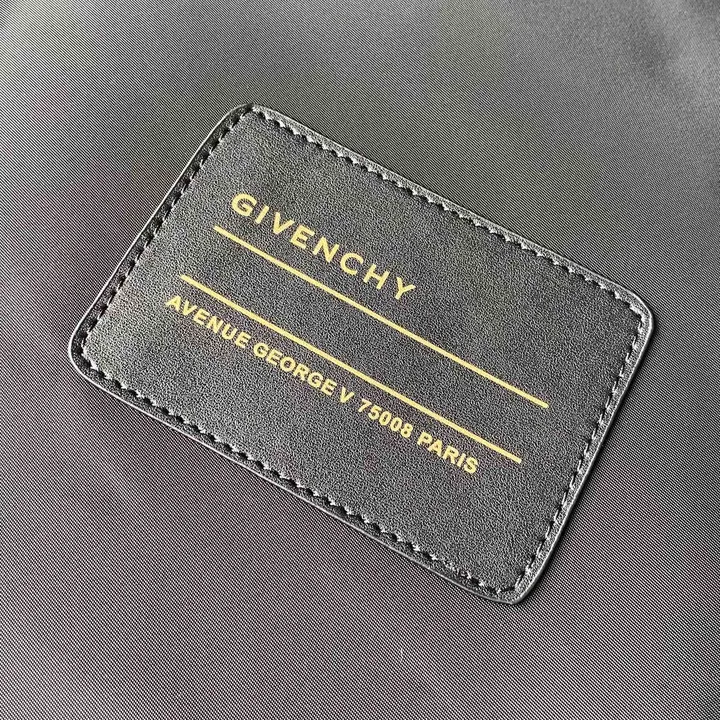 GIVENCHY
AVENUE GEORGE V 75008 PARIS